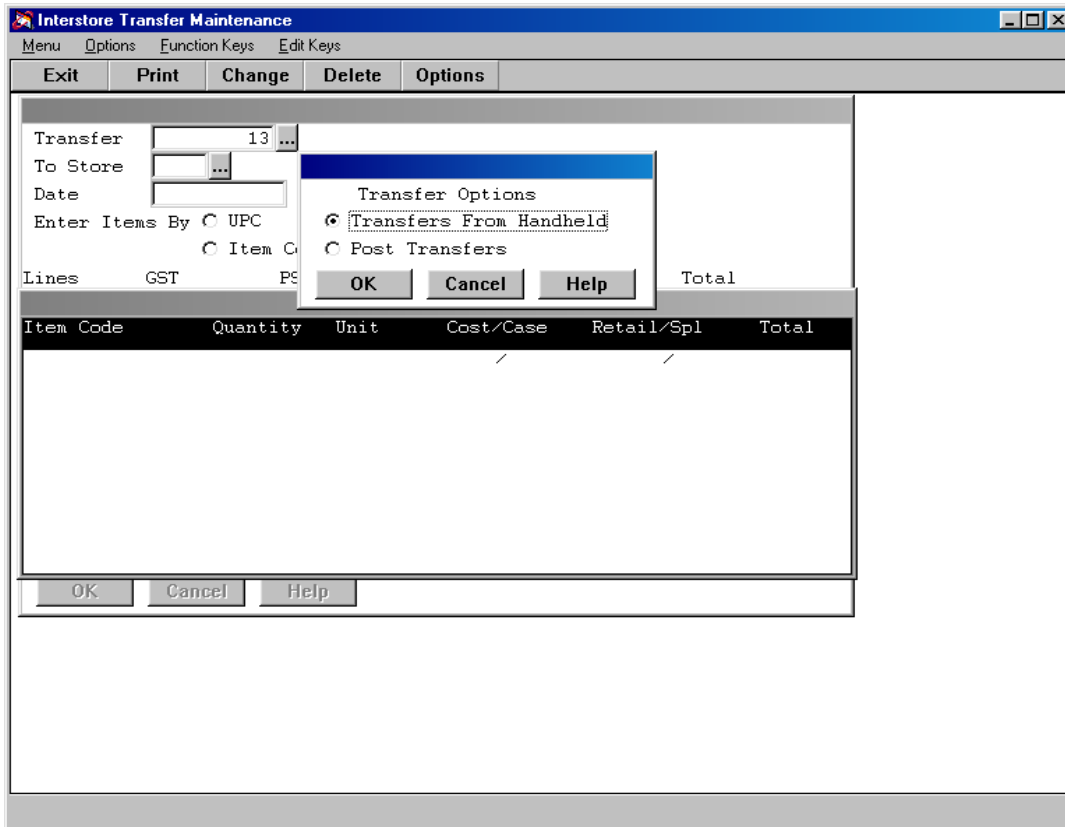 Interstore Transfer Maintenance
Menu Options Function Keys Edit Keys
Exit Print Change Delete Options
Transfer 13 ...
To Store ...
Date
Enter Items By UPC
Item C
Transfer Options
Transfers From Handheld
Post Transfers
OK Cancel Help
Lines GST PS Total
Item Code Quantity Unit Cost/Case Retail/Spl Total
/ /
OK Cancel Help